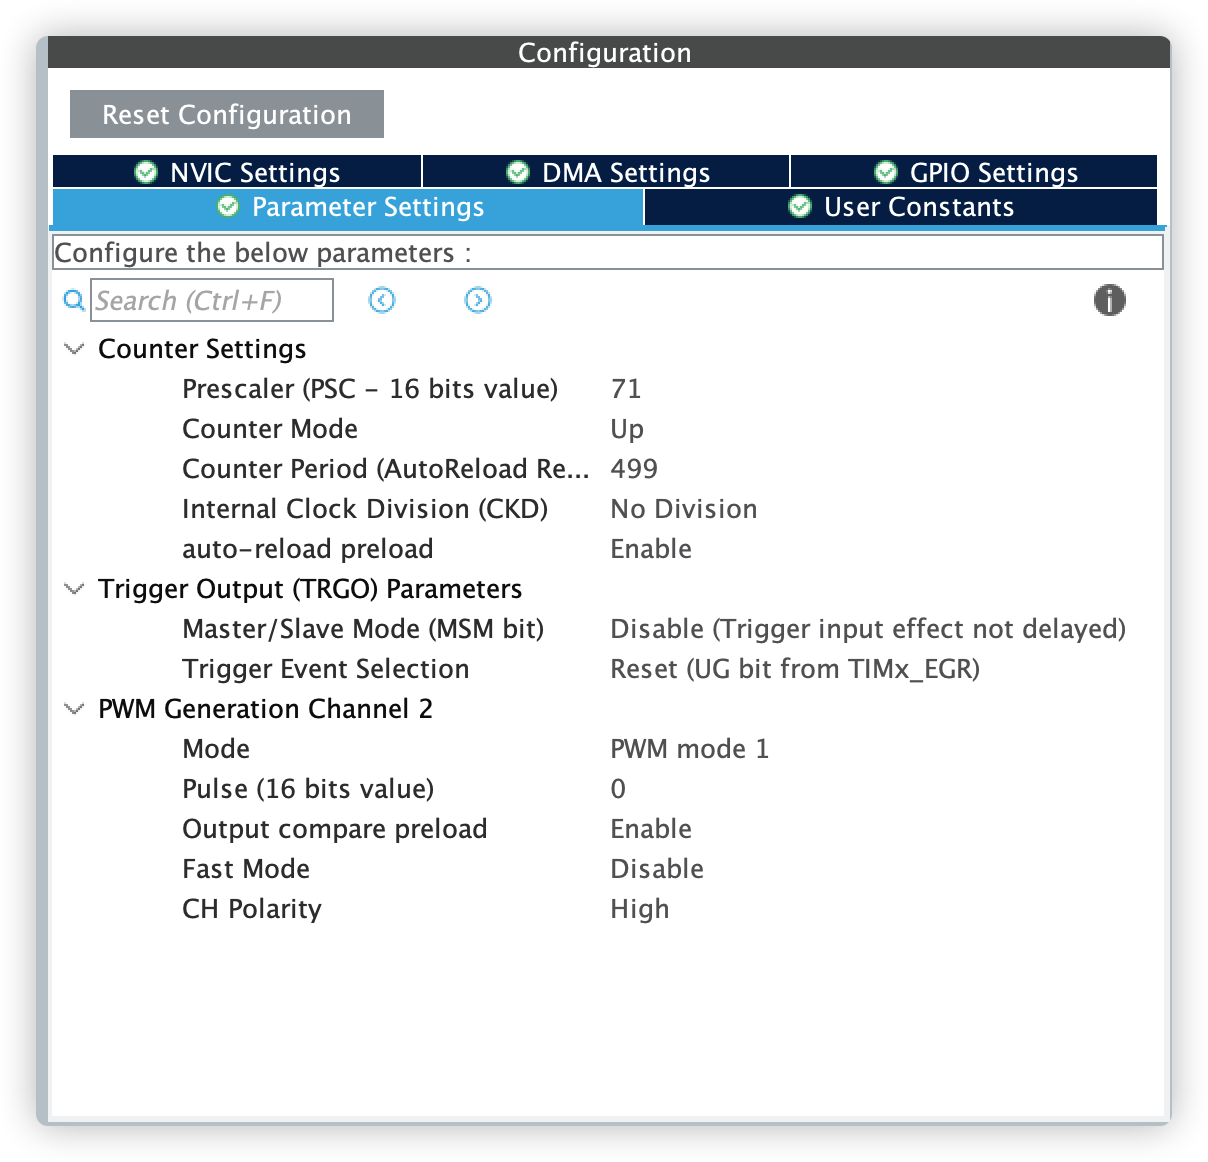 Configuration
Reset Configuration
NVIC Settings DMA Settings GPIO Settings
Parameter Settings User Constants
Configure the below parameters :
Search (Ctrl+F)
Counter Settings
Prescaler (PSC - 16 bits value) 71
Counter Mode Up
Counter Period (AutoReload Re... 499
Internal Clock Division (CKD) No Division
auto-reload preload Enable
Trigger Output (TRGO) Parameters
Master/Slave Mode (MSM bit) Disable (Trigger input effect not delayed)
Trigger Event Selection Reset (UG bit from TIMx_EGR)
PWM Generation Channel 2
Mode PWM mode 1
Pulse (16 bits value) 0
Output compare preload Enable
Fast Mode Disable
CH Polarity High